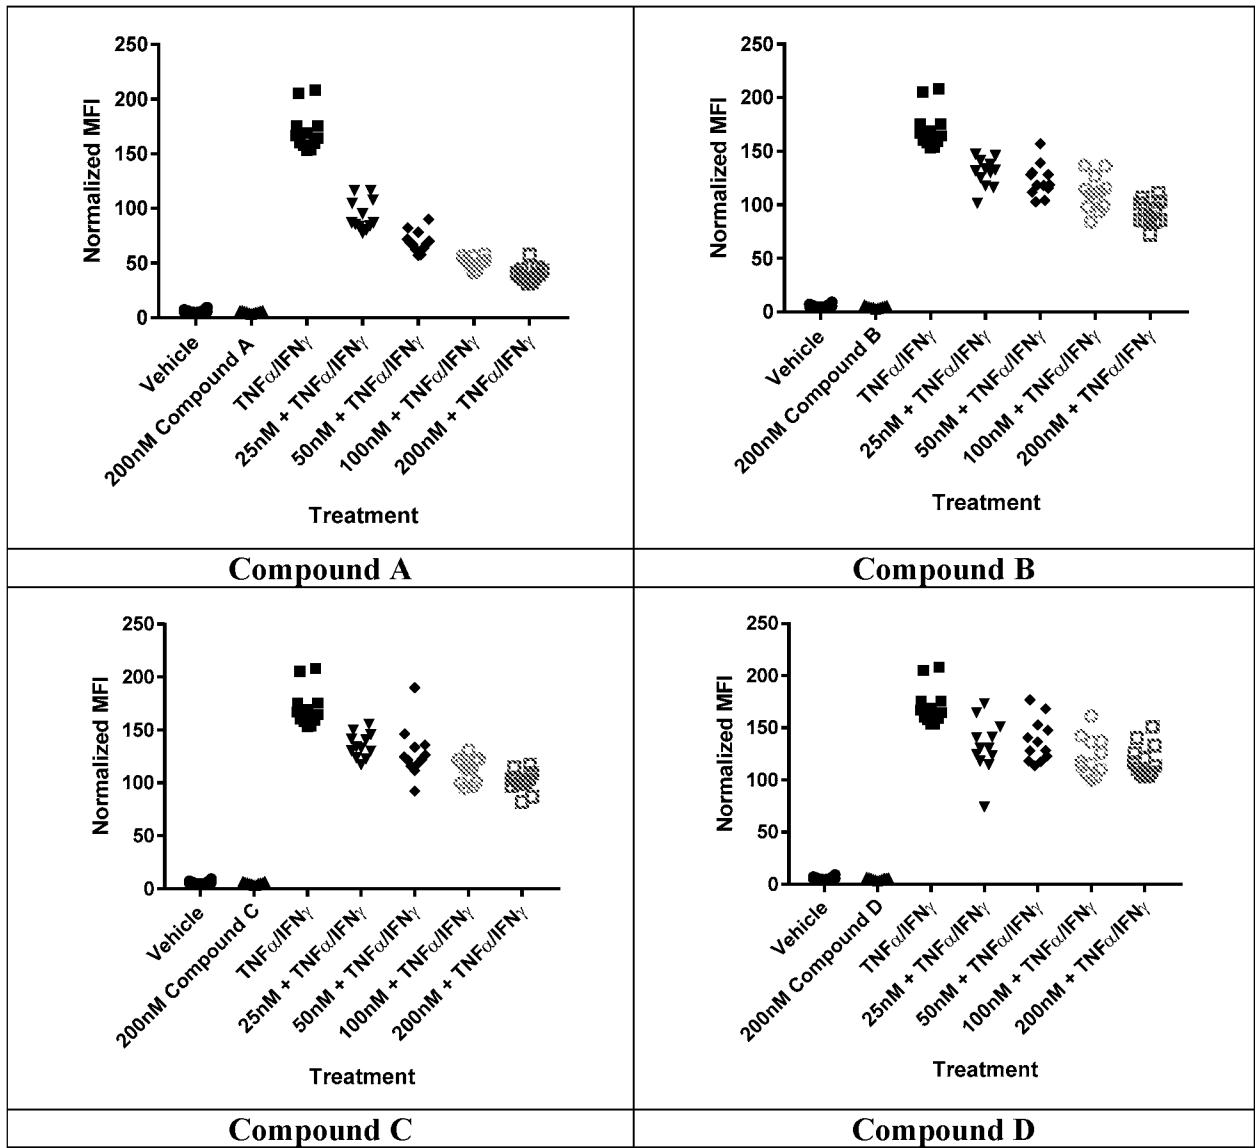 250
200
150
100
50
0
Normalized MFI
Vehicle
200nM Compound A
TNFα/IFNγ
25nM + TNFα/IFNγ
50nM + TNFα/IFNγ
100nM + TNFα/IFNγ
200nM + TNFα/IFNγ
Treatment
250
200
150
100
50
0
Normalized MFI
Vehicle
200nM Compound B
TNFα/IFNγ
25nM + TNFα/IFNγ
50nM + TNFα/IFNγ
100nM + TNFα/IFNγ
200nM + TNFα/IFNγ
Treatment
Compound A
Compound B
250
200
150
100
50
0
Normalized MFI
Vehicle
200nM Compound C
TNFα/IFNγ
25nM + TNFα/IFNγ
50nM + TNFα/IFNγ
100nM + TNFα/IFNγ
200nM + TNFα/IFNγ
Treatment
250
200
150
100
50
0
Normalized MFI
Vehicle
200nM Compound D
TNFα/IFNγ
25nM + TNFα/IFNγ
50nM + TNFα/IFNγ
100nM + TNFα/IFNγ
200nM + TNFα/IFNγ
Treatment
Compound C
Compound D